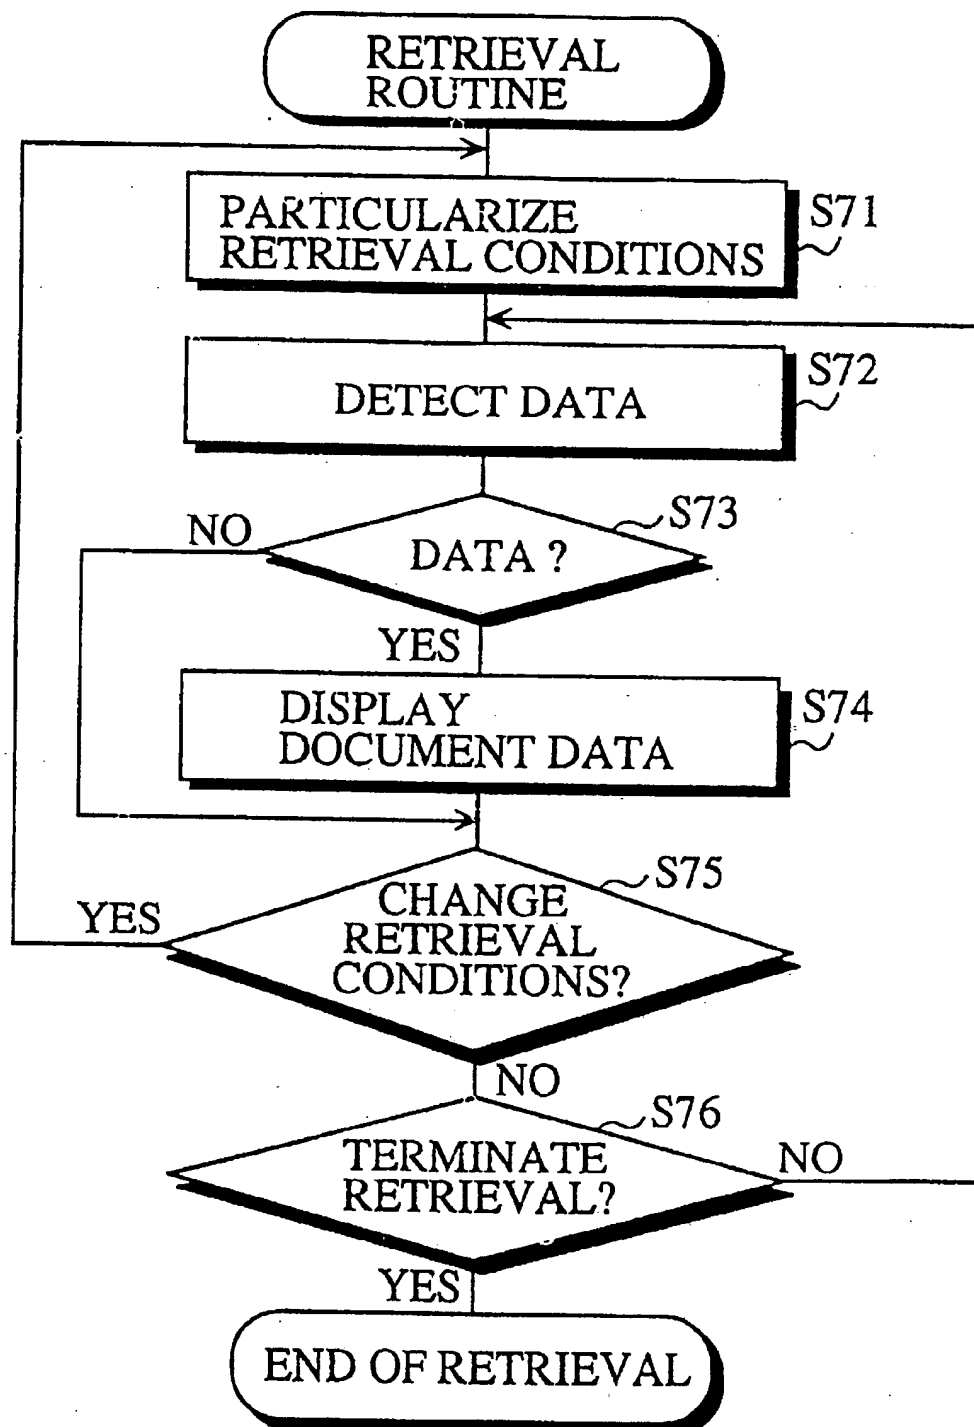 RETRIEVAL
ROUTINE
PARTICULARIZE
RETRIEVAL CONDITIONS
S71
DETECT DATA
S72
NO
DATA ?
S73
YES
DISPLAY
DOCUMENT DATA
S74
YES
CHANGE
RETRIEVAL
CONDITIONS?
S75
NO
S76
TERMINATE
RETRIEVAL?
NO
YES
END OF RETRIEVAL